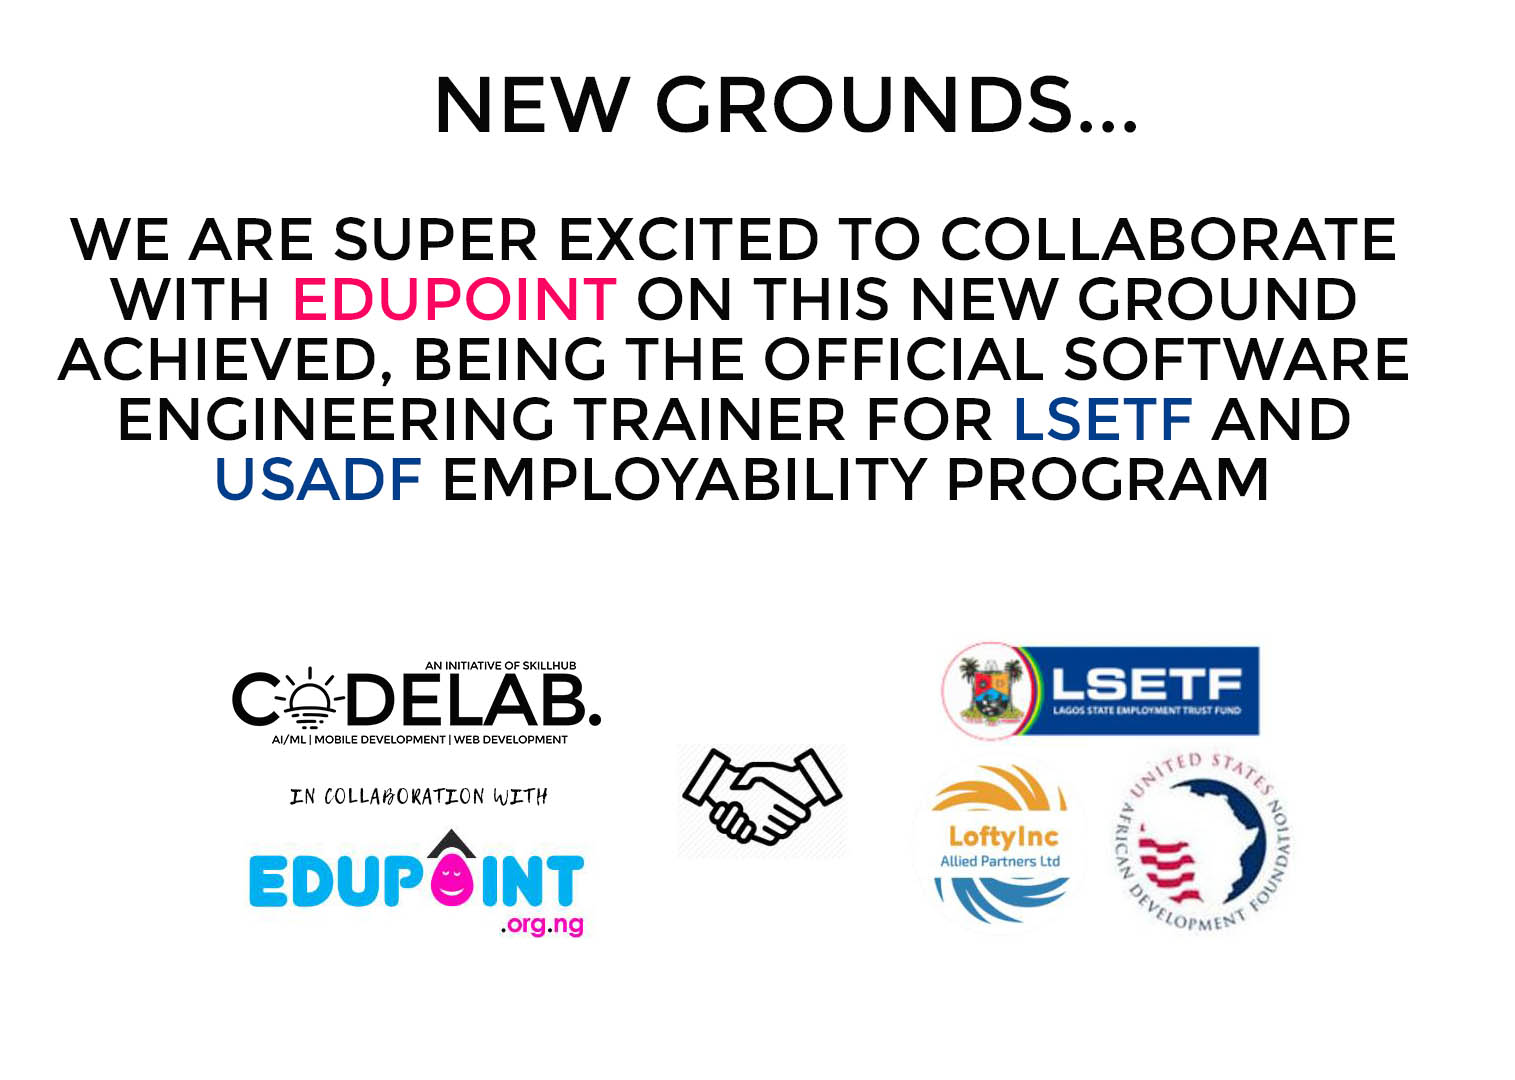 NEW GROUNDS...
WE ARE SUPER EXCITED TO COLLABORATE
WITH EDUPOINT ON THIS NEW GROUND
ACHIEVED, BEING THE OFFICIAL SOFTWARE
ENGINEERING TRAINER FOR LSETF AND
USADF EMPLOYABILITY PROGRAM
AN INITIATIVE OF SKILLHUB
CODELAB.
AI/ML | MOBILE DEVELOPMENT | WEB DEVELOPMENT
IN COLLABORATION WITH
EDUPOINT
.org.ng
LSETF
LAGOS STATE EMPLOYMENT TRUST FUND
LoftyInc
Allied Partners Ltd
UNITED STATES
AFRICAN DEVELOPMENT FOUNDATION